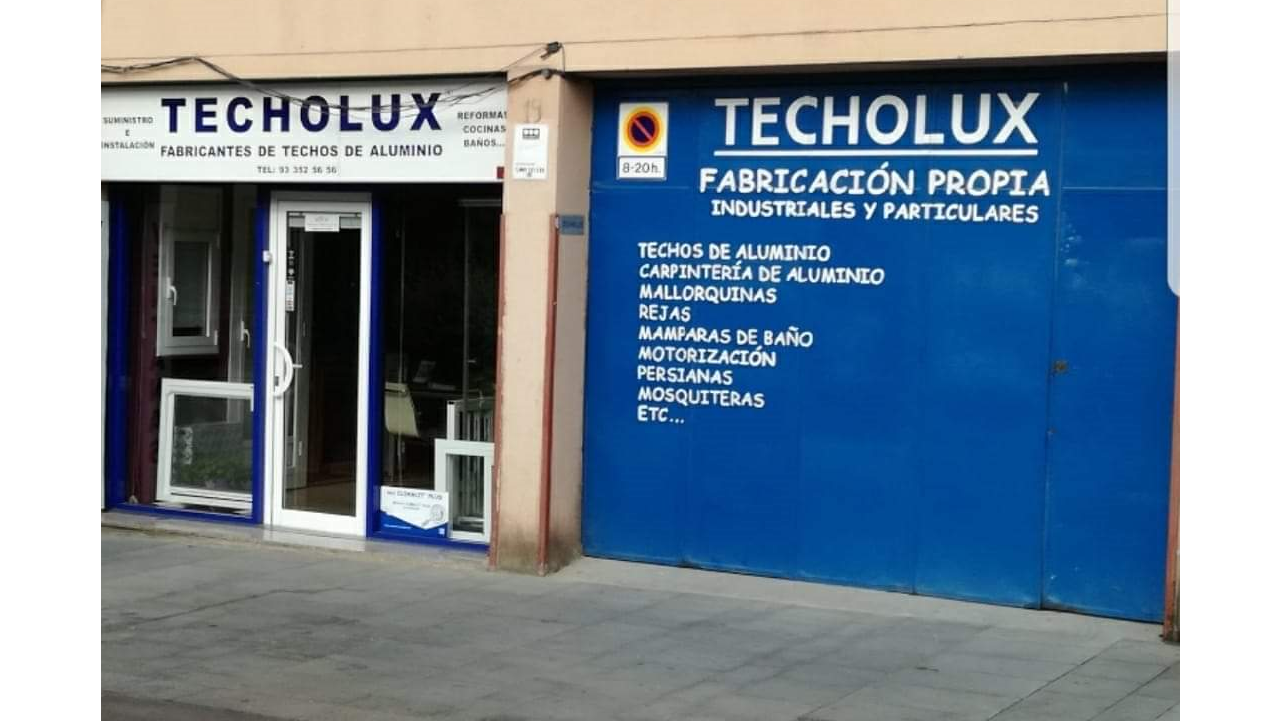 TECHOLUX
FABRICANTES DE TECHOS DE ALUMINIO
TEL: 93 352 56 56
SUMINISTRO
E
INSTALACIÓN
REFORMAS
COCINAS
BAÑOS...
19
8-20h.
TECHOLUX
FABRICACIÓN PROPIA
INDUSTRIALES Y PARTICULARES
TECHOS DE ALUMINIO
CARPINTERÍA DE ALUMINIO
MALLORQUINAS
REJAS
MAMPARAS DE BAÑO
MOTORIZACIÓN
PERSIANAS
MOSQUITERAS
ETC...